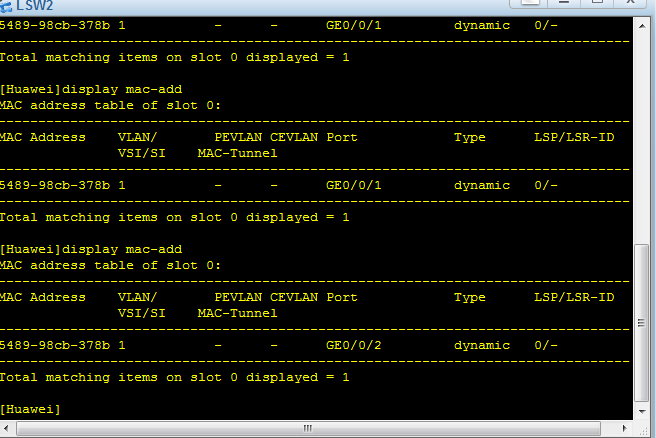 LSW2
5489-98cb-378b 1 - - GE0/0/1 dynamic 0/-
-------------------------------------------------------------------------------
Total matching items on slot 0 displayed = 1
[Huawei]display mac-add
MAC address table of slot 0:
-------------------------------------------------------------------------------
MAC Address VLAN/ PEVLAN CEVLAN Port Type LSP/LSR-ID
VSI/SI MAC-Tunnel
-------------------------------------------------------------------------------
5489-98cb-378b 1 - - GE0/0/1 dynamic 0/-
-------------------------------------------------------------------------------
Total matching items on slot 0 displayed = 1
[Huawei]display mac-add
MAC address table of slot 0:
-------------------------------------------------------------------------------
MAC Address VLAN/ PEVLAN CEVLAN Port Type LSP/LSR-ID
VSI/SI MAC-Tunnel
-------------------------------------------------------------------------------
5489-98cb-378b 1 - - GE0/0/2 dynamic 0/-
-------------------------------------------------------------------------------
Total matching items on slot 0 displayed = 1
[Huawei]